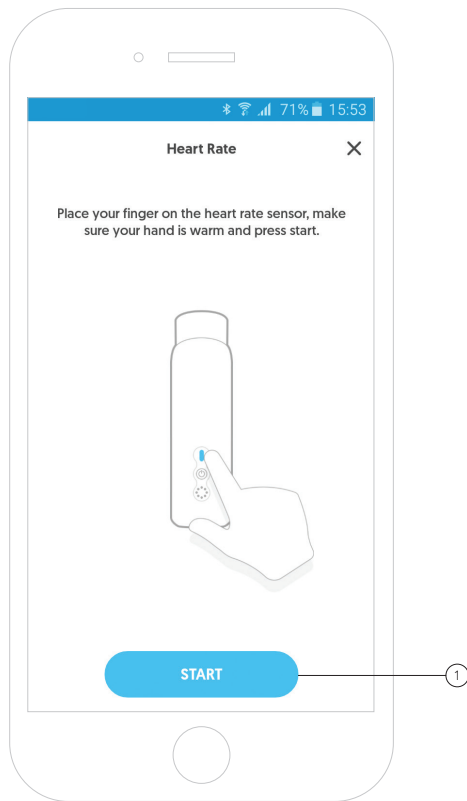 71% 15:53
Heart Rate
Place your finger on the heart rate sensor, make
sure your hand is warm and press start.
START
1